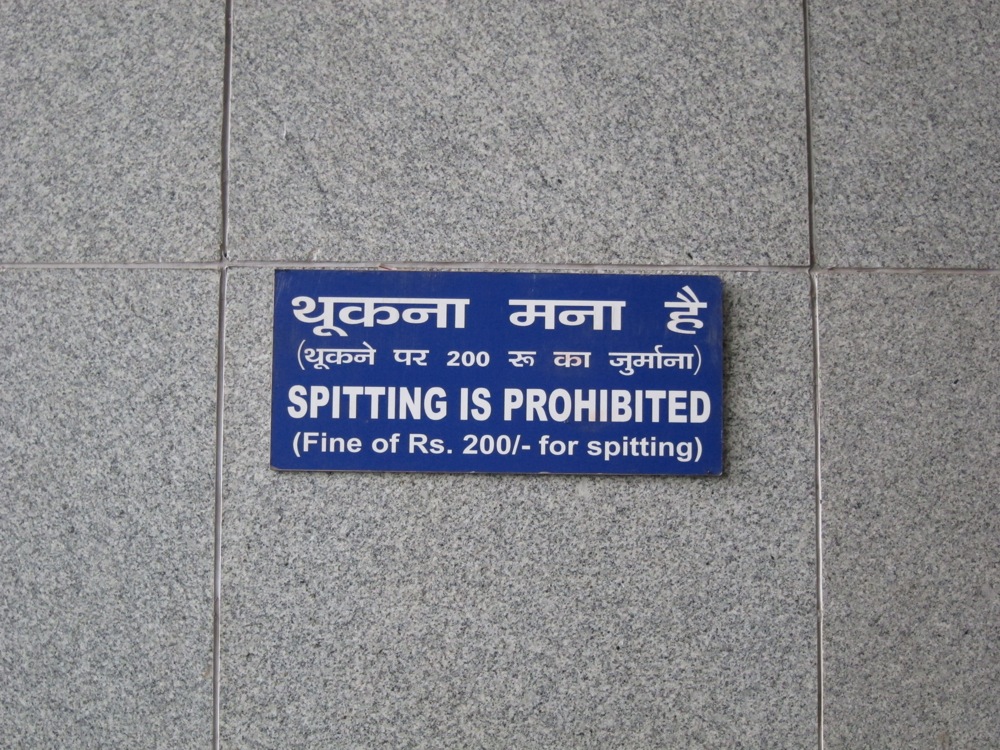 थूकना मना है
(थूकने पर 200 रू का जुर्माना)
SPITTING IS PROHIBITED
(Fine of Rs. 200/- for spitting)